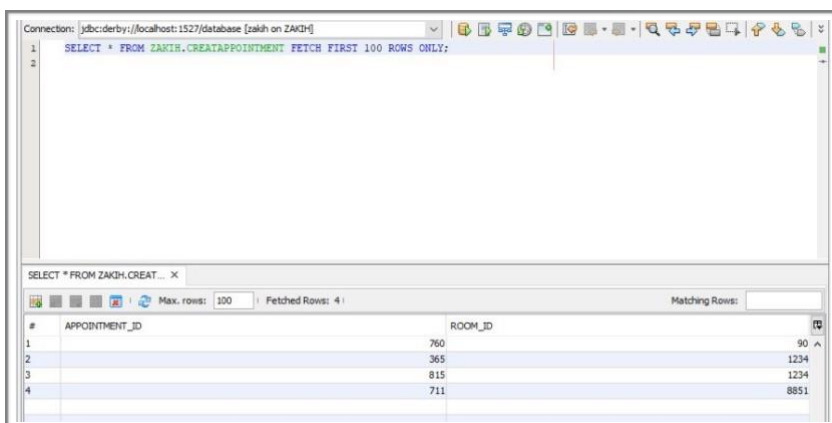 Connection: jdbc:derby://localhost:1527/database [zakih on ZAKIH]
1 SELECT * FROM ZAKIH.CREATAPPOINTMENT FETCH FIRST 100 ROWS ONLY;
2
SELECT * FROM ZAKIH.CREAT... ×
Max. rows: 100 Fetched Rows: 4 Matching Rows:
# APPOINTMENT_ID ROOM_ID
1 760 90
2 365 1234
3 815 1234
4 711 8851